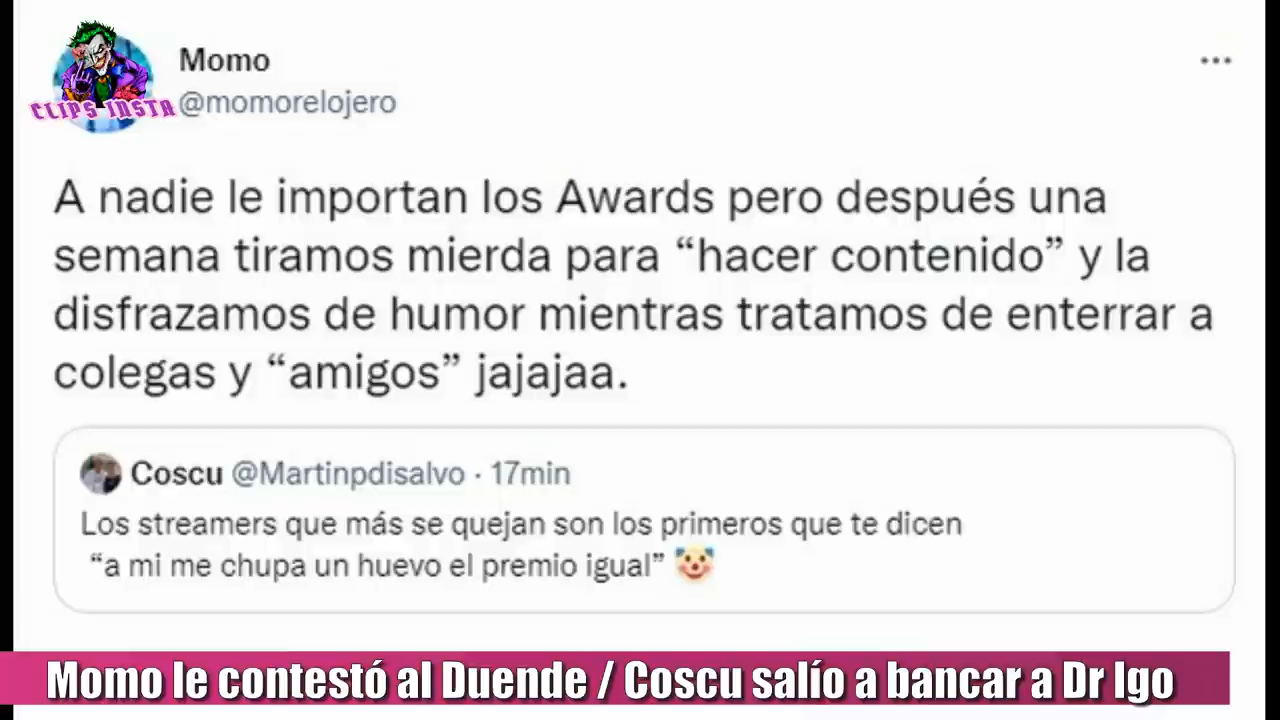 Momo
CLIPS INSTA
@momorelojero
A nadie le importan los Awards pero después una
semana tiramos mierda para “hacer contenido” y la
disfrazamos de humor mientras tratamos de enterrar a
colegas y “amigos” jajajaa.
Coscu @Martinpdisalvo · 17min
Los streamers que más se quejan son los primeros que te dicen
“a mi me chupa un huevo el premio igual” 🤡
Momo le contestó al Duende / Coscu salío a bancar a Dr Igo